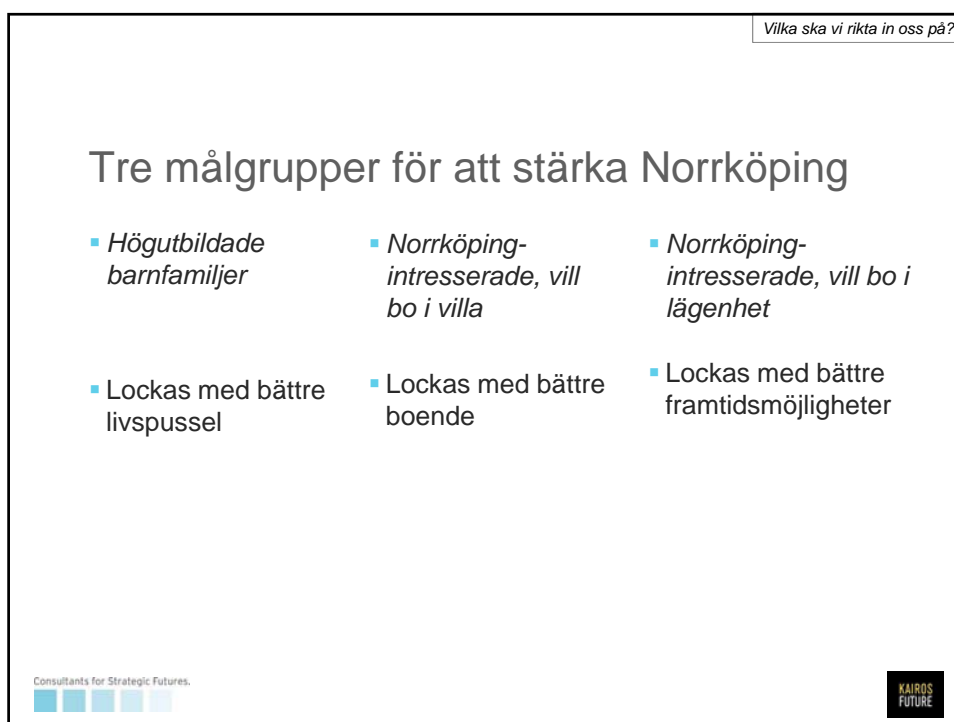 Vilka ska vi rikta in oss på?
Tre målgrupper för att stärka Norrköping
▪ Högutbildade
barnfamiljer
▪ Lockas med bättre
livspussel
▪ Norrköping-
intresserade, vill
bo i villa
▪ Lockas med bättre
boende
▪ Norrköping-
intresserade, vill bo i
lägenhet
▪ Lockas med bättre
framtidsmöjligheter
Consultants for Strategic Futures.
KAIROS
FUTURE